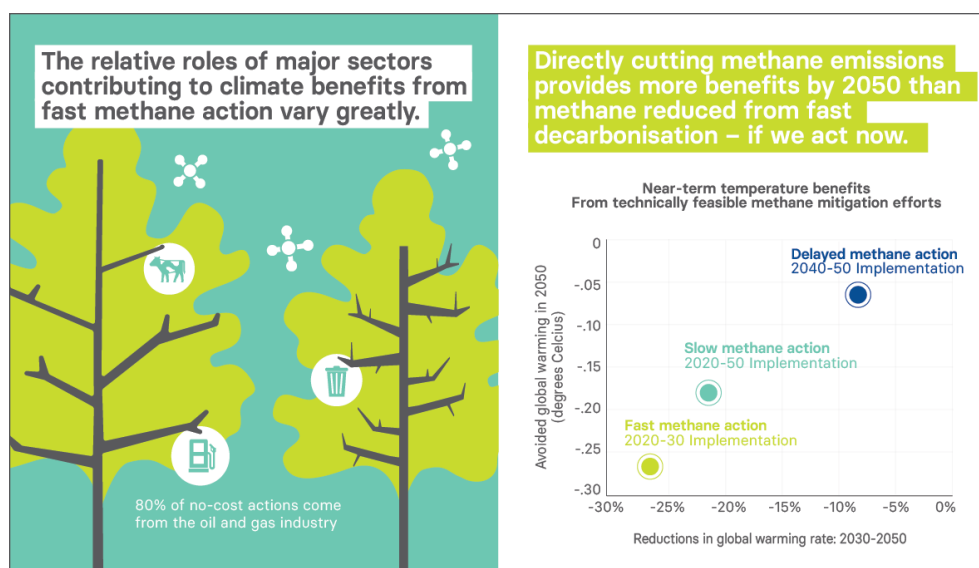 The relative roles of major sectors
contributing to climate benefits from
fast methane action vary greatly.
80% of no-cost actions come
from the oil and gas industry
Directly cutting methane emissions
provides more benefits by 2050 than
methane reduced from fast
decarbonisation – if we act now.
Near-term temperature benefits
From technically feasible methane mitigation efforts
Avoided global warming in 2050
(degrees Celcius)
0
-.05
-.10
-.15
-.20
-.25
-.30
Delayed methane action
2040-50 Implementation
Slow methane action
2020-50 Implementation
Fast methane action
2020-30 Implementation
-30% -25% -20% -15% -10% -5% 0%
Reductions in global warming rate: 2030-2050